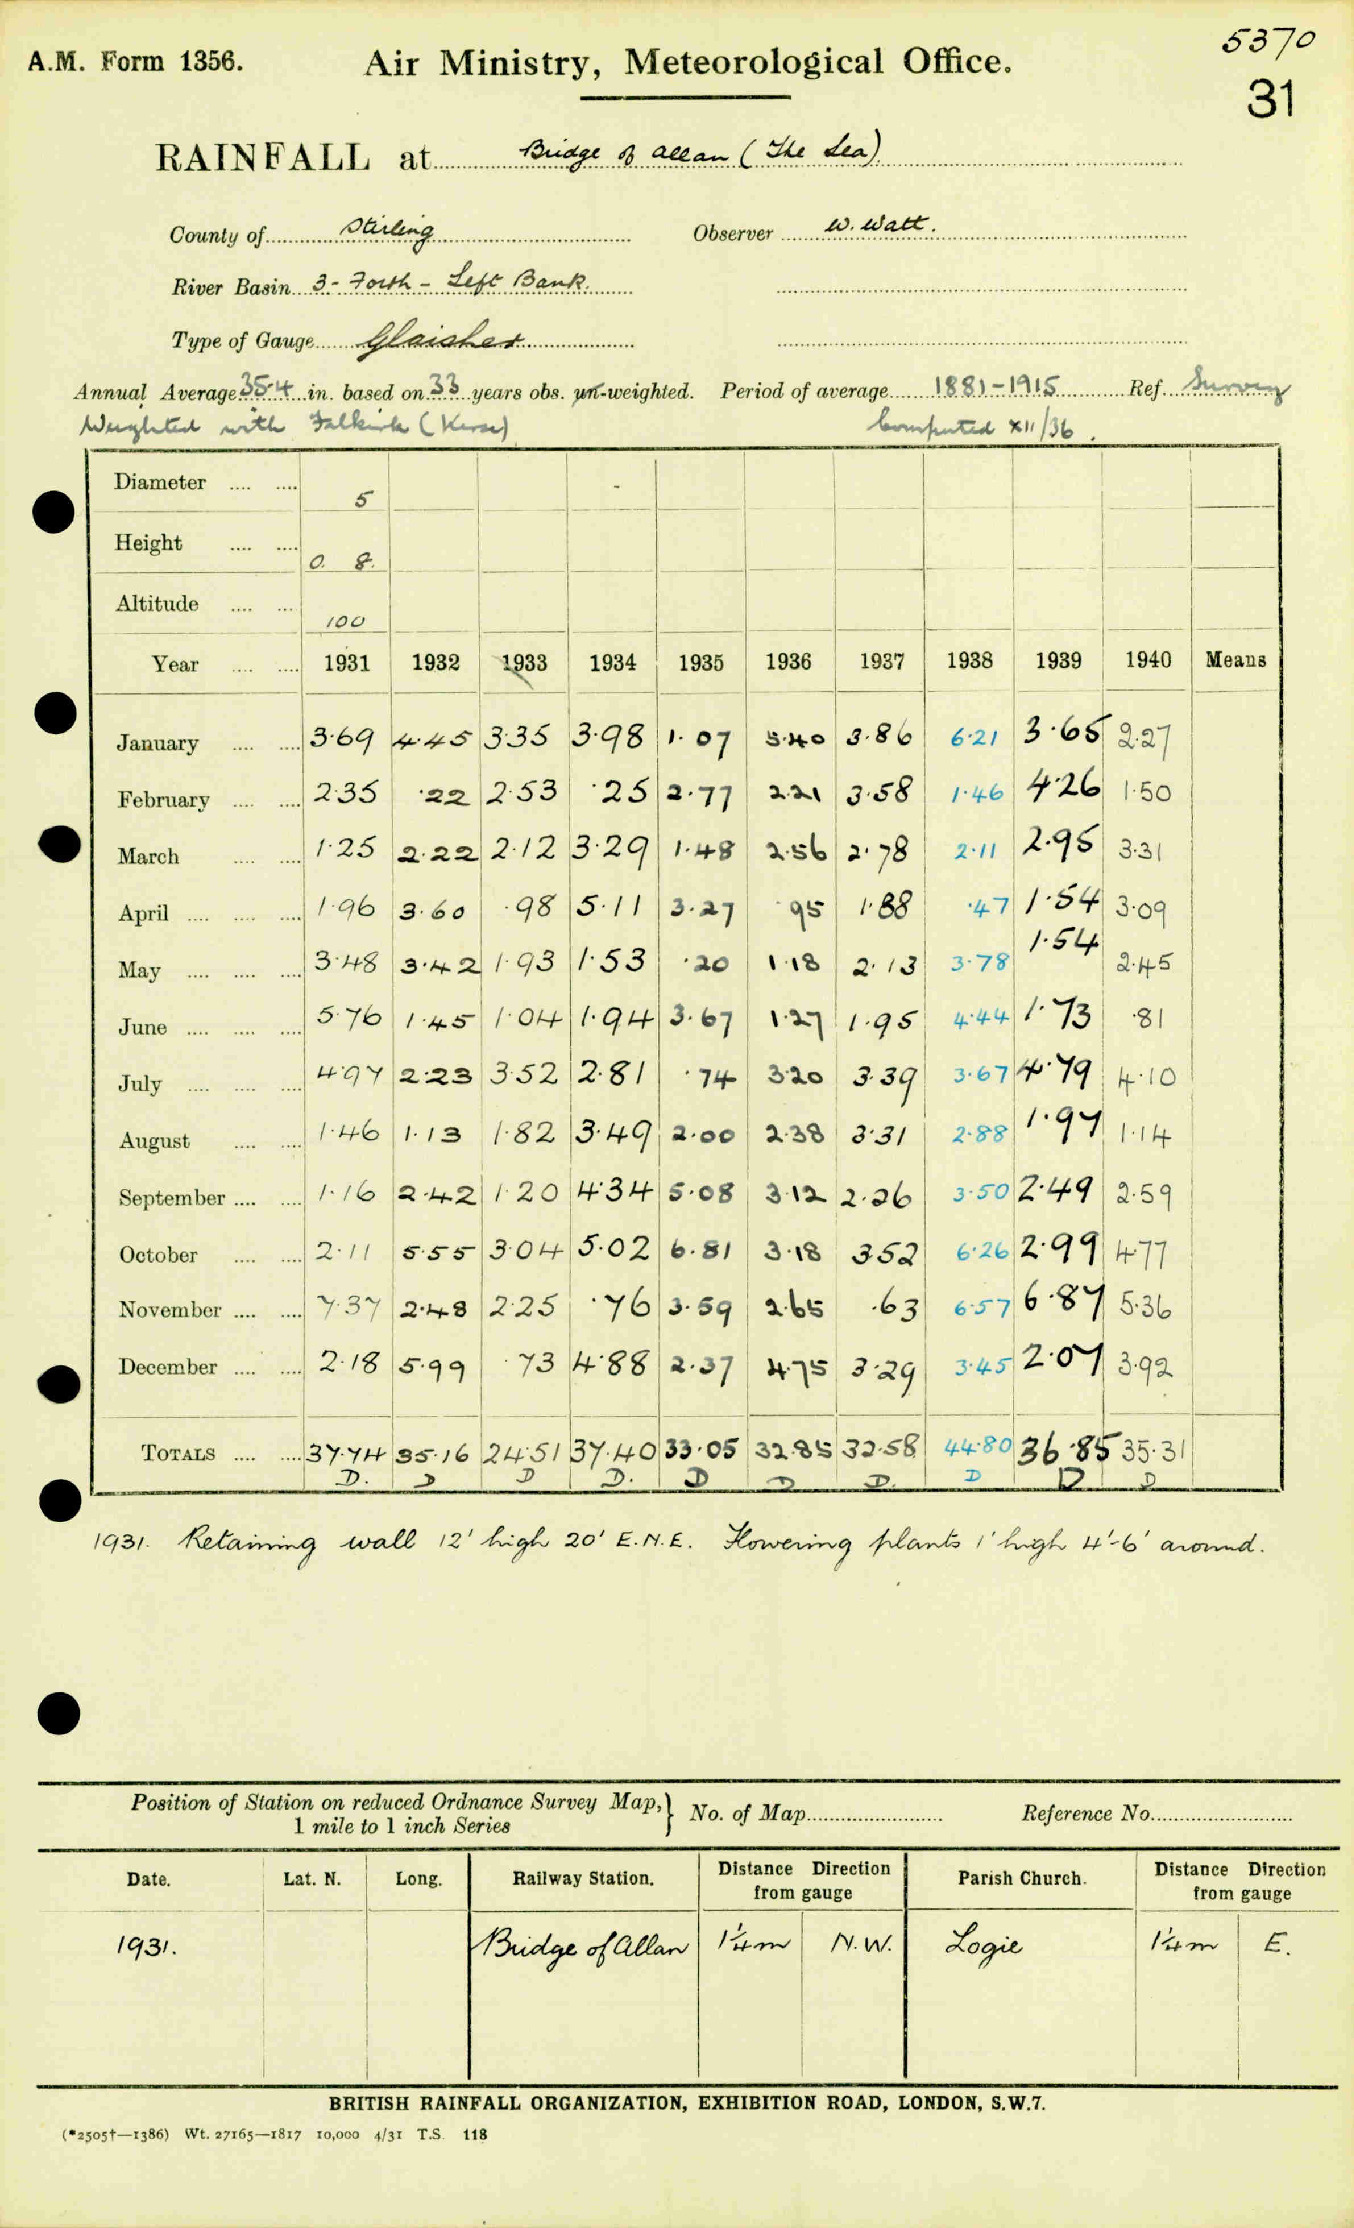 5370
A.M. Form 1356. Air Ministry, Meteorological Office.
31
RAINFALL at Bridge of Allan (The Lea)
County of Stirling Observer W. Watt.
River Basin 3- Forth - Left Bank.
Type of Gauge Glaisher
Annual Average 35.4 in. based on 33 years obs. un-weighted. Period of average 1881-1915 Ref. Survey
Weighted with Falkirk (Kerse) Computed XII/36.
Diameter 5
Height 0. 8.
Altitude 100
Year 1931 1932 1933 1934 1935 1936 1937 1938 1939 1940 Means
January 3.69 4.45 3.35 3.98 1.07 5.40 3.86 6.21 3.65 2.27
February 2.35 .22 2.53 .25 2.77 2.21 3.58 1.46 4.26 1.50
March 1.25 2.22 2.12 3.29 1.48 2.56 2.78 2.11 2.95 3.31
April 1.96 3.60 .98 5.11 3.27 .95 1.88 .47 1.54 3.09
May 3.48 3.42 1.93 1.53 .20 1.18 2.13 3.78 1.54 2.45
June 5.76 1.45 1.04 1.94 3.67 1.27 1.95 4.44 1.73 .81
July 4.97 2.23 3.52 2.81 .74 3.20 3.39 3.67 4.79 4.10
August 1.46 1.13 1.82 3.49 2.00 2.38 3.31 2.88 1.97 1.14
September 1.16 2.42 1.20 4.34 5.08 3.12 2.26 3.50 2.49 2.59
October 2.11 5.55 3.04 5.02 6.81 3.18 3.52 6.26 2.99 4.77
November 7.37 2.48 2.25 .76 3.59 2.65 .63 6.57 6.87 5.36
December 2.18 5.99 .73 4.88 2.37 4.75 3.29 3.45 2.07 3.92
TOTALS 37.74 35.16 24.51 37.40 33.05 32.85 32.58 44.80 36.85 35.31
D. D D D. D D D. D D D
1931. Retaining wall 12' high 20' E.N.E. Flowering plants 1' high 4'-6' around.
Position of Station on reduced Ordnance Survey Map, 1 mile to 1 inch Series } No. of Map Reference No.
Date. Lat. N. Long. Railway Station. Distance Direction from gauge Parish Church. Distance Direction from gauge
1931. Bridge of Allan 1¼m N.W. Logie 1¼m E.
BRITISH RAINFALL ORGANIZATION, EXHIBITION ROAD, LONDON, S.W.7.
(*2505†—1386) Wt. 27165—1817 10,000 4/31 T.S. 118